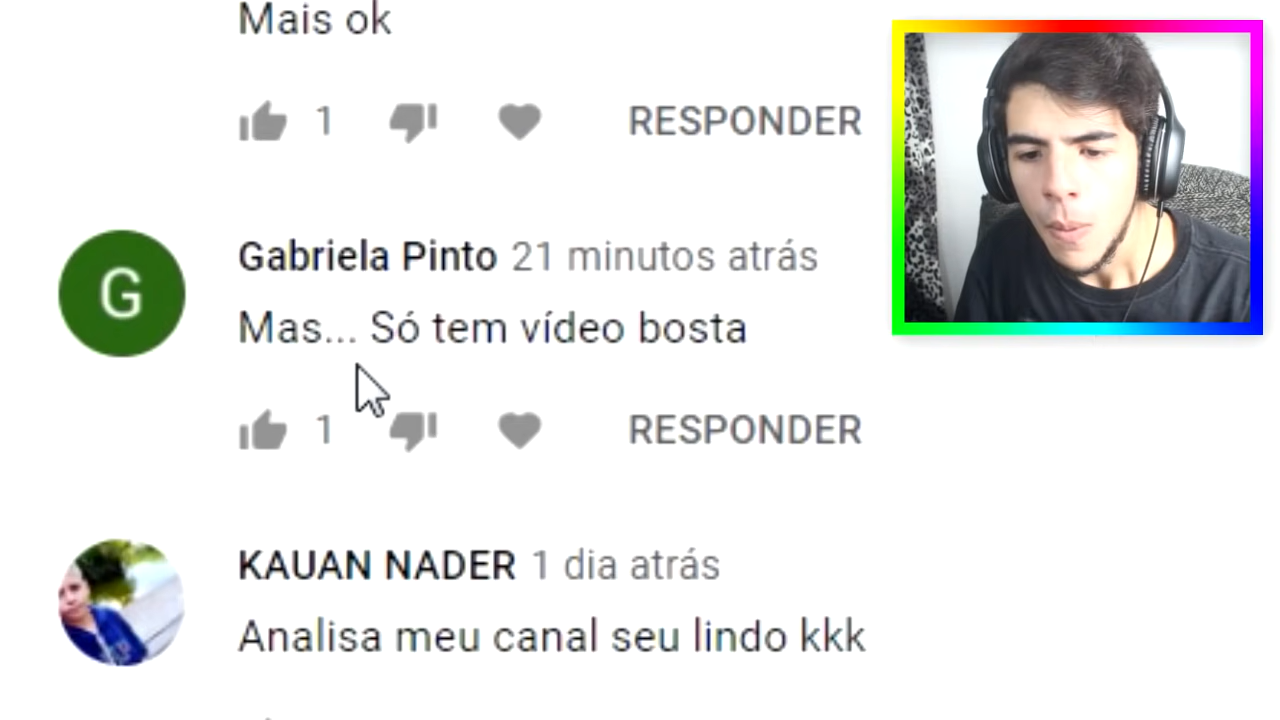 Mais ok
1 RESPONDER
G
Gabriela Pinto 21 minutos atrás
Mas... Só tem vídeo bosta
1 RESPONDER
KAUAN NADER 1 dia atrás
Analisa meu canal seu lindo kkk